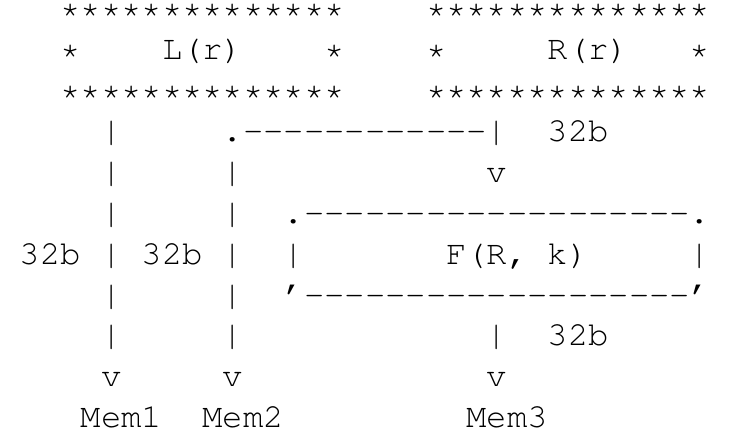 ************** **************
* L(r) * * R(r) *
************** **************
| .------------| 32b
| | v
| | .-------------------.
32b | 32b | | F(R, k) |
| | '-------------------'
| | | 32b
v v v
Mem1 Mem2 Mem3